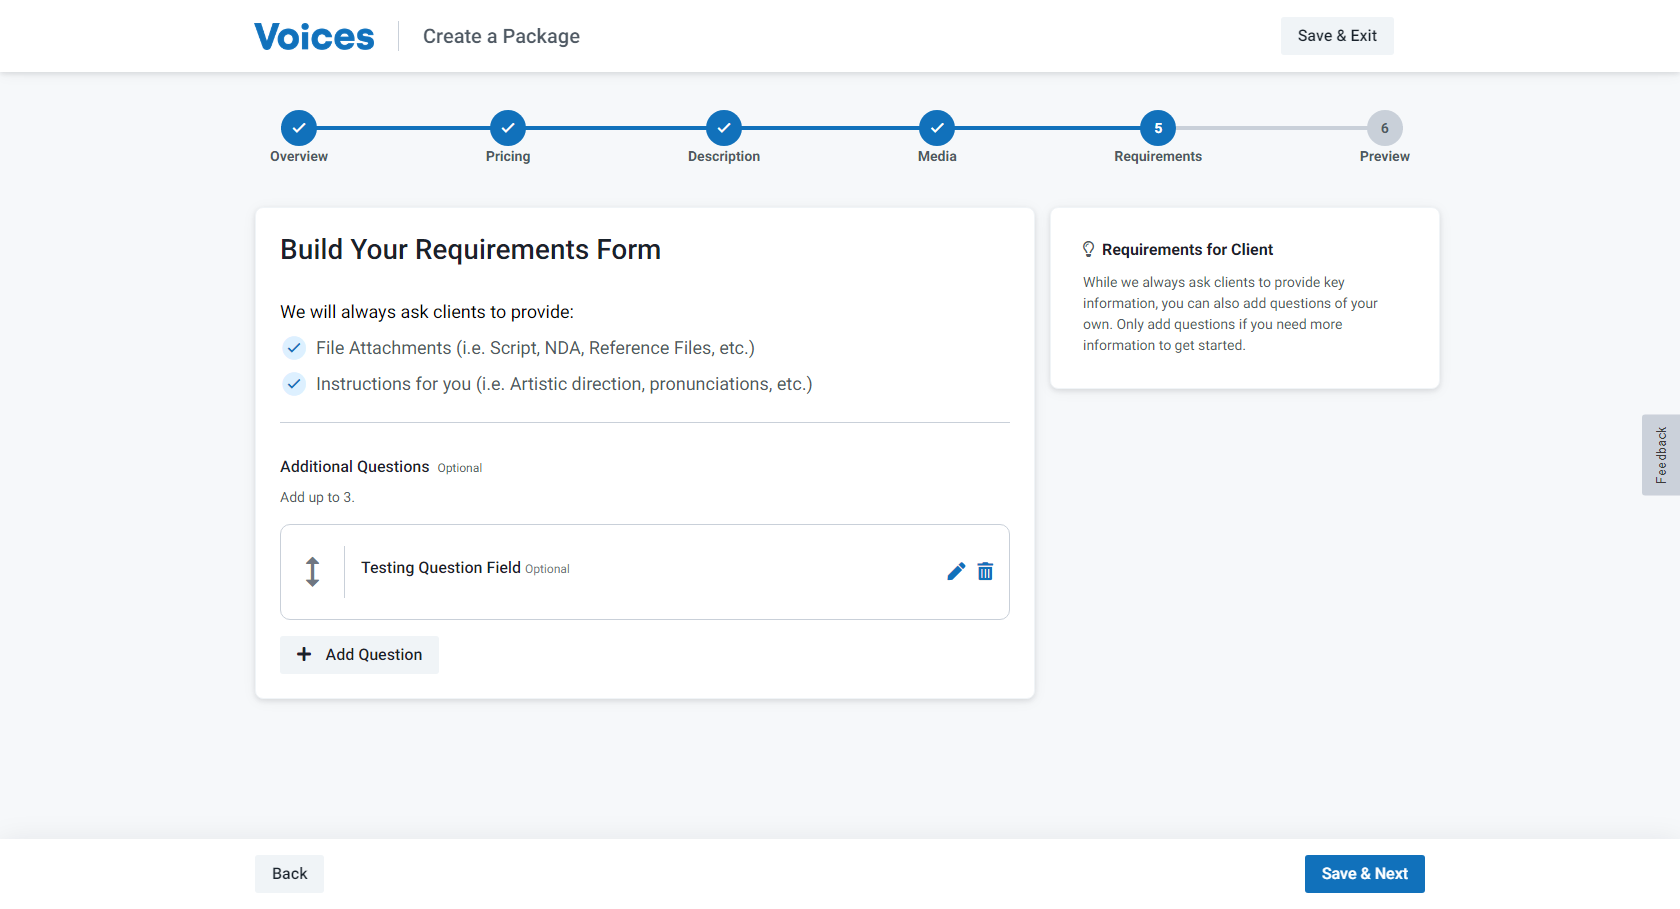 Voices
Create a Package
Save & Exit
Overview
Pricing
Description
Media
5
Requirements
6
Preview
Build Your Requirements Form
We will always ask clients to provide:
File Attachments (i.e. Script, NDA, Reference Files, etc.)
Instructions for you (i.e. Artistic direction, pronunciations, etc.)
Additional Questions Optional
Add up to 3.
Testing Question Field Optional
Add Question
Requirements for Client
While we always ask clients to provide key
information, you can also add questions of your
own. Only add questions if you need more
information to get started.
Feedback
Back
Save & Next